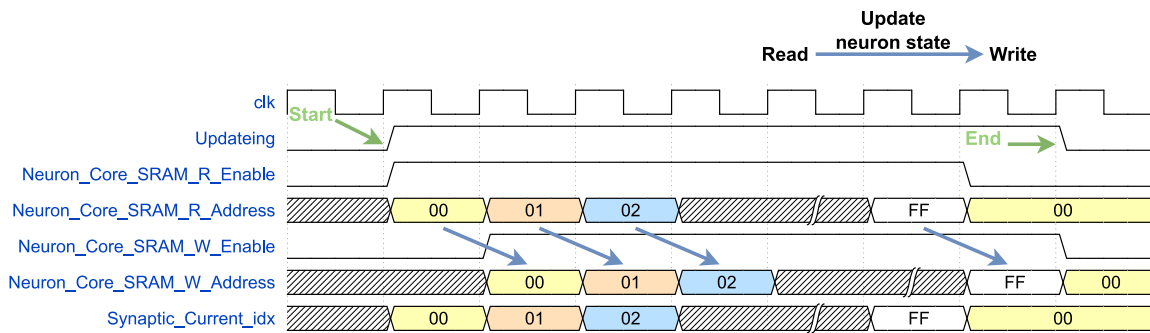 Update
neuron state
Read Write
clk
Start
Updateing End
Neuron_Core_SRAM_R_Enable
Neuron_Core_SRAM_R_Address 00 01 02 FF 00
Neuron_Core_SRAM_W_Enable
Neuron_Core_SRAM_W_Address 00 01 02 FF 00
Synaptic_Current_idx 00 01 02 FF 00